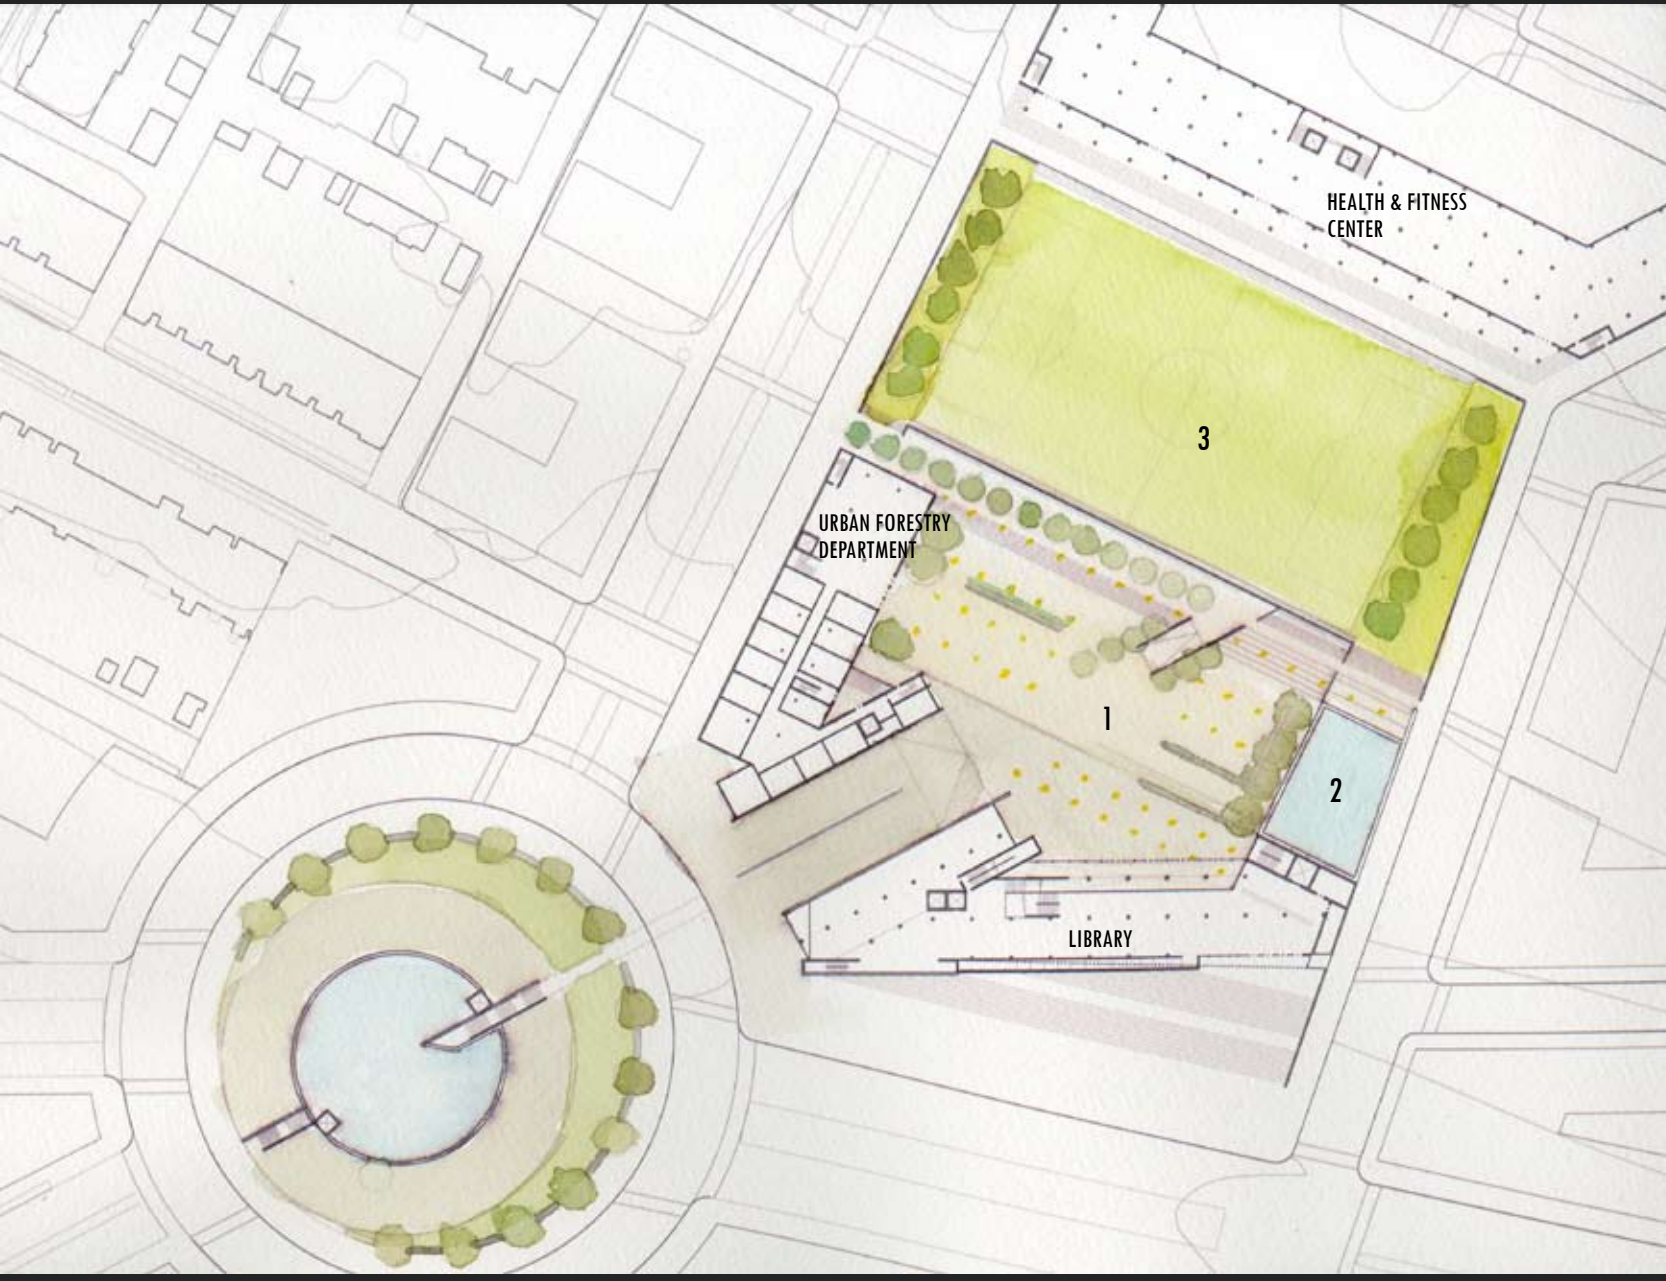 HEALTH & FITNESS
CENTER
3
URBAN FORESTRY
DEPARTMENT
1
2
LIBRARY